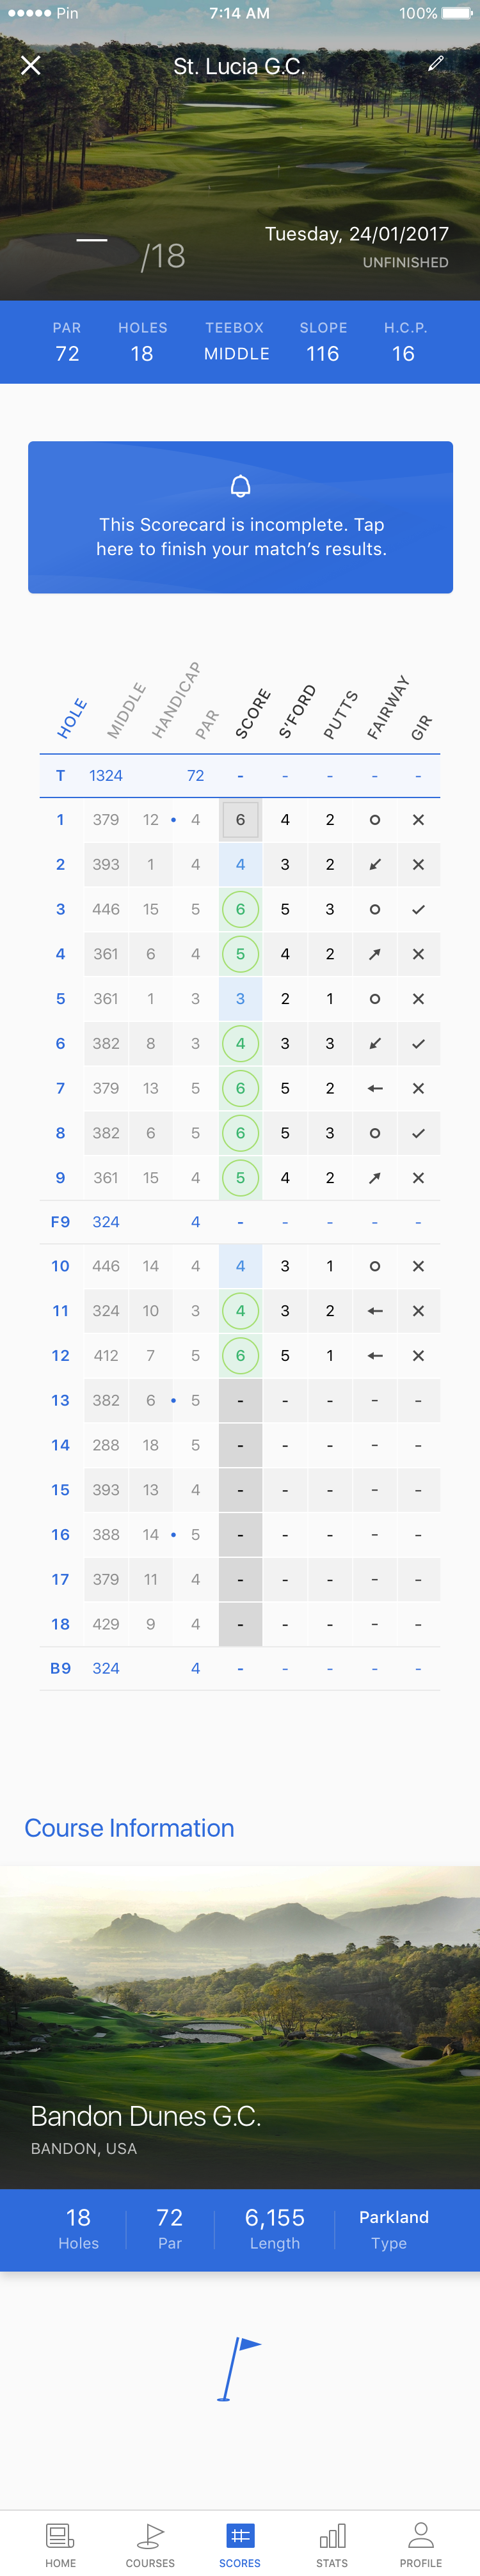 Pin 7:14 AM 100%
St. Lucia G.C.
Tuesday, 24/01/2017
/18
UNFINISHED
PAR HOLES TEEBOX SLOPE H.C.P.
72 18 MIDDLE 116 16
This Scorecard is incomplete. Tap
here to finish your match’s results.
HOLE MIDDLE HANDICAP PAR SCORE S'FORD PUTTS FAIRWAY GIR
T 1324 72 - - - - -
1 379 12 • 4 6 4 2
2 393 1 4 4 3 2
3 446 15 5 6 5 3
4 361 6 4 5 4 2
5 361 1 3 3 2 1
6 382 8 3 4 3 3
7 379 13 5 6 5 2
8 382 6 5 6 5 3
9 361 15 4 5 4 2
F9 324 4 - - - - -
10 446 14 4 4 3 1
11 324 10 3 4 3 2
12 412 7 5 6 5 1
13 382 6 • 5 - - - - -
14 288 18 5 - - - - -
15 393 13 4 - - - - -
16 388 14 • 5 - - - - -
17 379 11 4 - - - - -
18 429 9 4 - - - - -
B9 324 4 - - - - -
Course Information
Bandon Dunes G.C.
BANDON, USA
18 72 6,155 Parkland
Holes Par Length Type
HOME COURSES SCORES STATS PROFILE